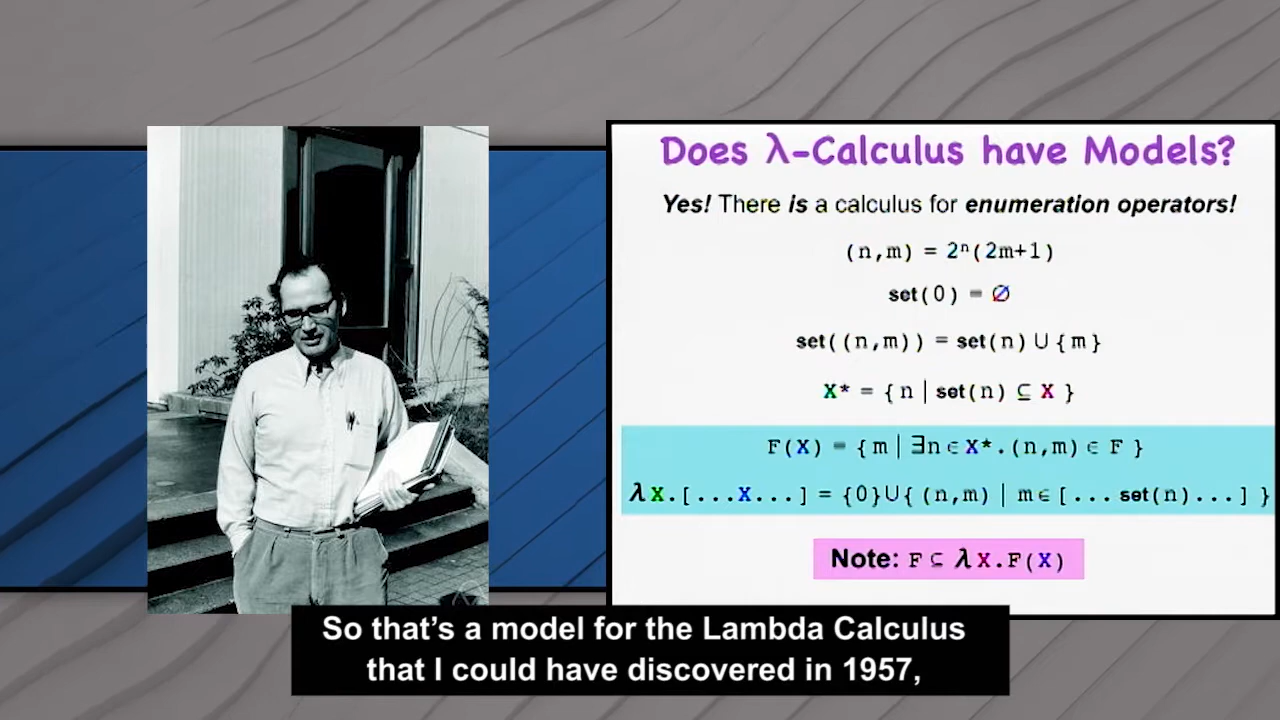 Does λ-Calculus have Models?
Yes! There is a calculus for enumeration operators!
(n,m) = 2ⁿ(2m+1)
set(0) = ∅
set((n,m)) = set(n) ∪ {m}
X* = {n | set(n) ⊆ X }
F(X) = {m | ∃n∈X*.(n,m)∈ F }
λX.[...X...] = {0}∪{(n,m) | m∈[...set(n)...] }
Note: F ⊆ λX.F(X)
So that’s a model for the Lambda Calculus
that I could have discovered in 1957,